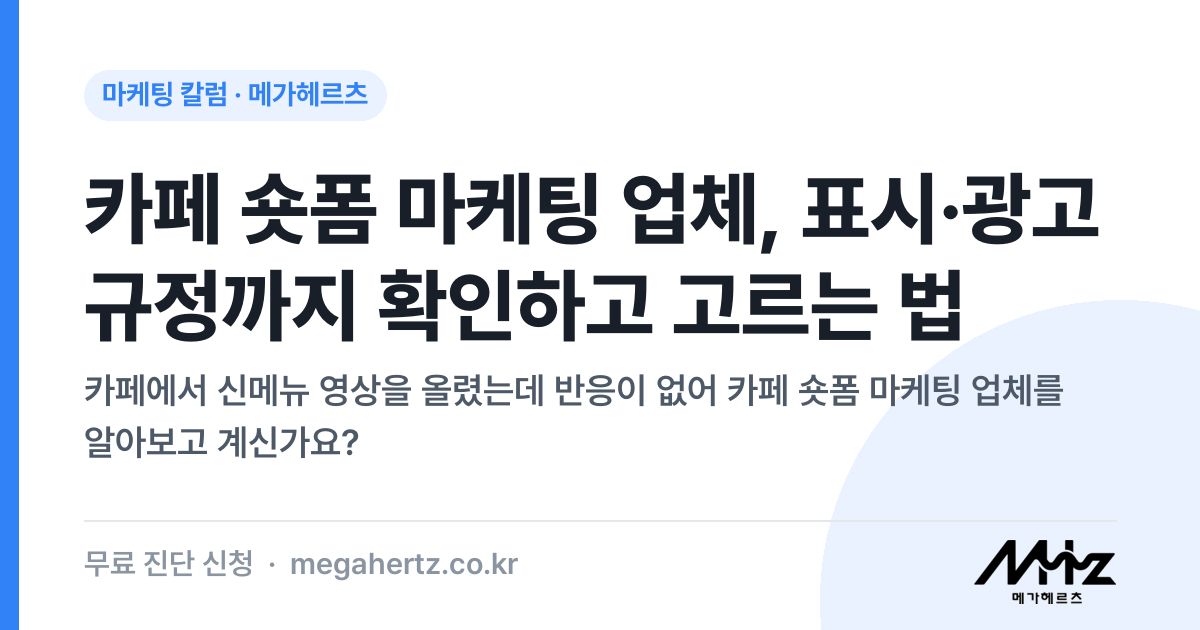 마케팅 칼럼 · 메가헤르츠
카페 숏폼 마케팅 업체, 표시·광고
규정까지 확인하고 고르는 법
카페에서 신메뉴 영상을 올렸는데 반응이 없어 카페 숏폼 마케팅 업체를
알아보고 계신가요?
무료 진단 신청 · megahertz.co.kr
MHz
메가헤르츠